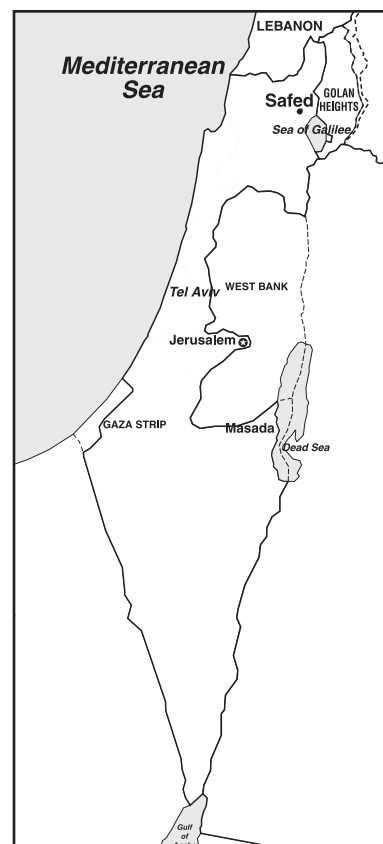 LEBANON
Mediterranean
Sea
GOLAN
HEIGHTS
Safed
Sea of Galilee
Tel Aviv
WEST BANK
Jerusalem
GAZA STRIP
Masada
Dead Sea
Gulf
of